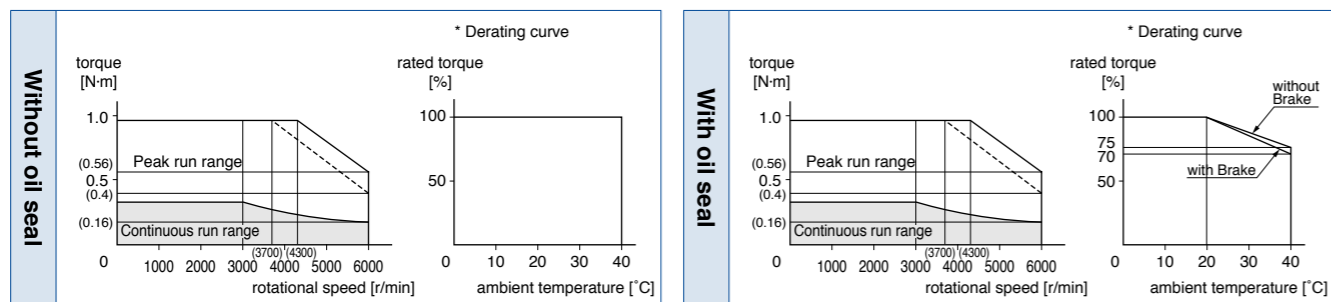 Without oil seal
* Derating curve
torque
[N·m]
rated torque
[%]
1.0
(0.56)
0.5
(0.4)
(0.16)
Peak run range
Continuous run range
100
50
(3700) (4300)
0 1000 2000 3000 4000 5000 6000
rotational speed [r/min]
0 10 20 30 40
ambient temperature [˚C]
With oil seal
* Derating curve
torque
[N·m]
rated torque
[%]
without
Brake
1.0
(0.56)
0.5
(0.4)
(0.16)
Peak run range
Continuous run range
100
75
70
50
with Brake
(3700) (4300)
0 1000 2000 3000 4000 5000 6000
rotational speed [r/min]
0 10 20 30 40
ambient temperature [˚C]